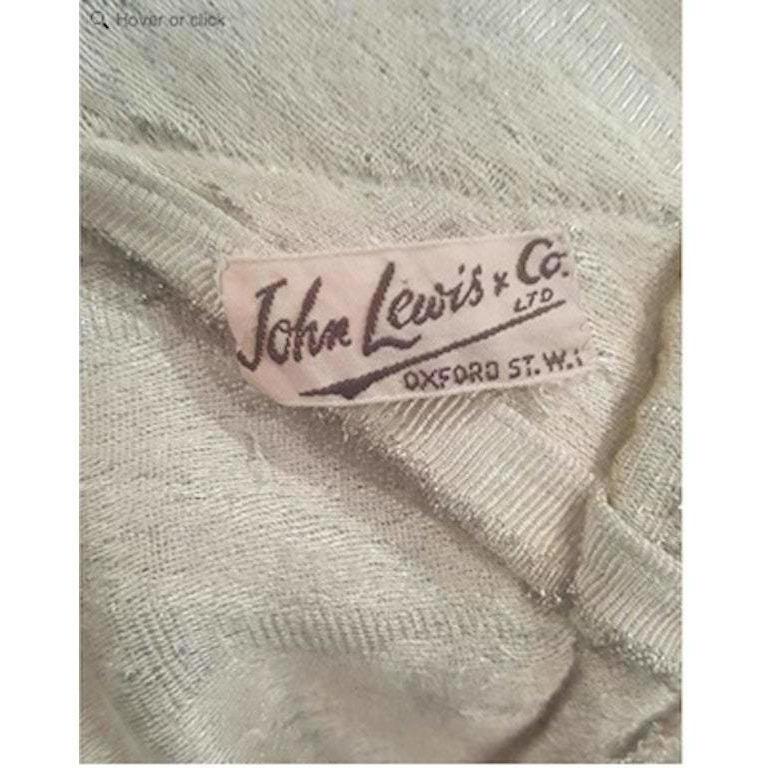 Hover or click
John Lewis & Co.
LTD
OXFORD ST. W.1